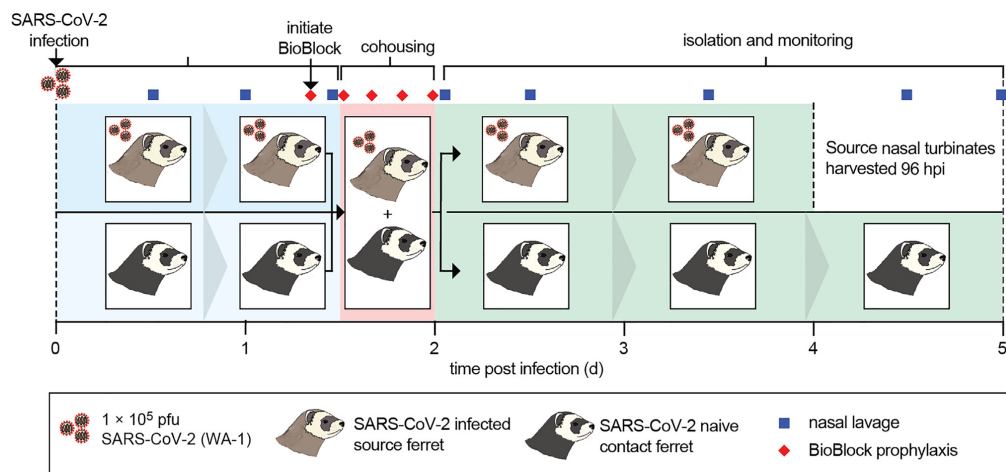 SARS-CoV-2
infection
initiate
BioBlock
cohousing
isolation and monitoring
Source nasal turbinates
harvested 96 hpi
+
0
1
2
3
4
5
time post infection (d)
1 × 10⁵ pfu
SARS-CoV-2 (WA-1)
SARS-CoV-2 infected
source ferret
SARS-CoV-2 naive
contact ferret
nasal lavage
BioBlock prophylaxis